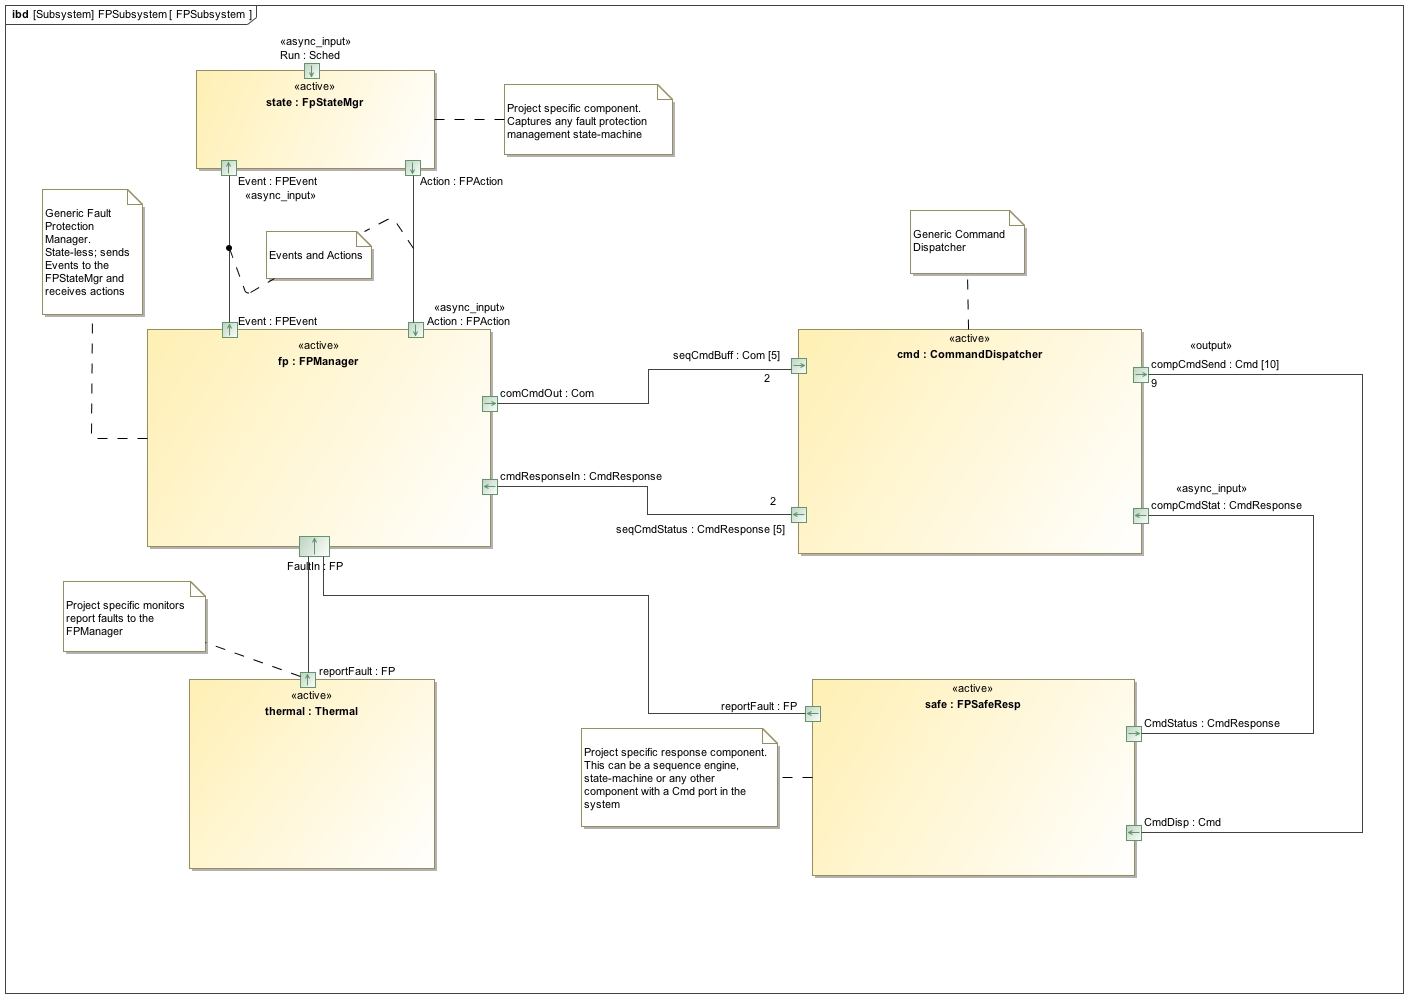 ibd [Subsystem] FPSubsystem [ FPSubsystem ]
«async_input»
Run : Sched
«active»
state : FpStateMgr
Project specific component.
Captures any fault protection
management state-machine
Event : FPEvent
«async_input»
Action : FPAction
Generic Fault
Protection
Manager.
State-less; sends
Events to the
FPStateMgr and
receives actions
Events and Actions
Generic Command
Dispatcher
«async_input»
Event : FPEvent
Action : FPAction
«active»
fp : FPManager
«active»
cmd : CommandDispatcher
seqCmdBuff : Com [5]
2
«output»
compCmdSend : Cmd [10]
9
comCmdOut : Com
cmdResponseIn : CmdResponse
2
seqCmdStatus : CmdResponse [5]
«async_input»
compCmdStat : CmdResponse
FaultIn : FP
Project specific monitors
report faults to the
FPManager
reportFault : FP
«active»
thermal : Thermal
reportFault : FP
«active»
safe : FPSafeResp
CmdStatus : CmdResponse
Project specific response component.
This can be a sequence engine,
state-machine or any other
component with a Cmd port in the
system
CmdDisp : Cmd